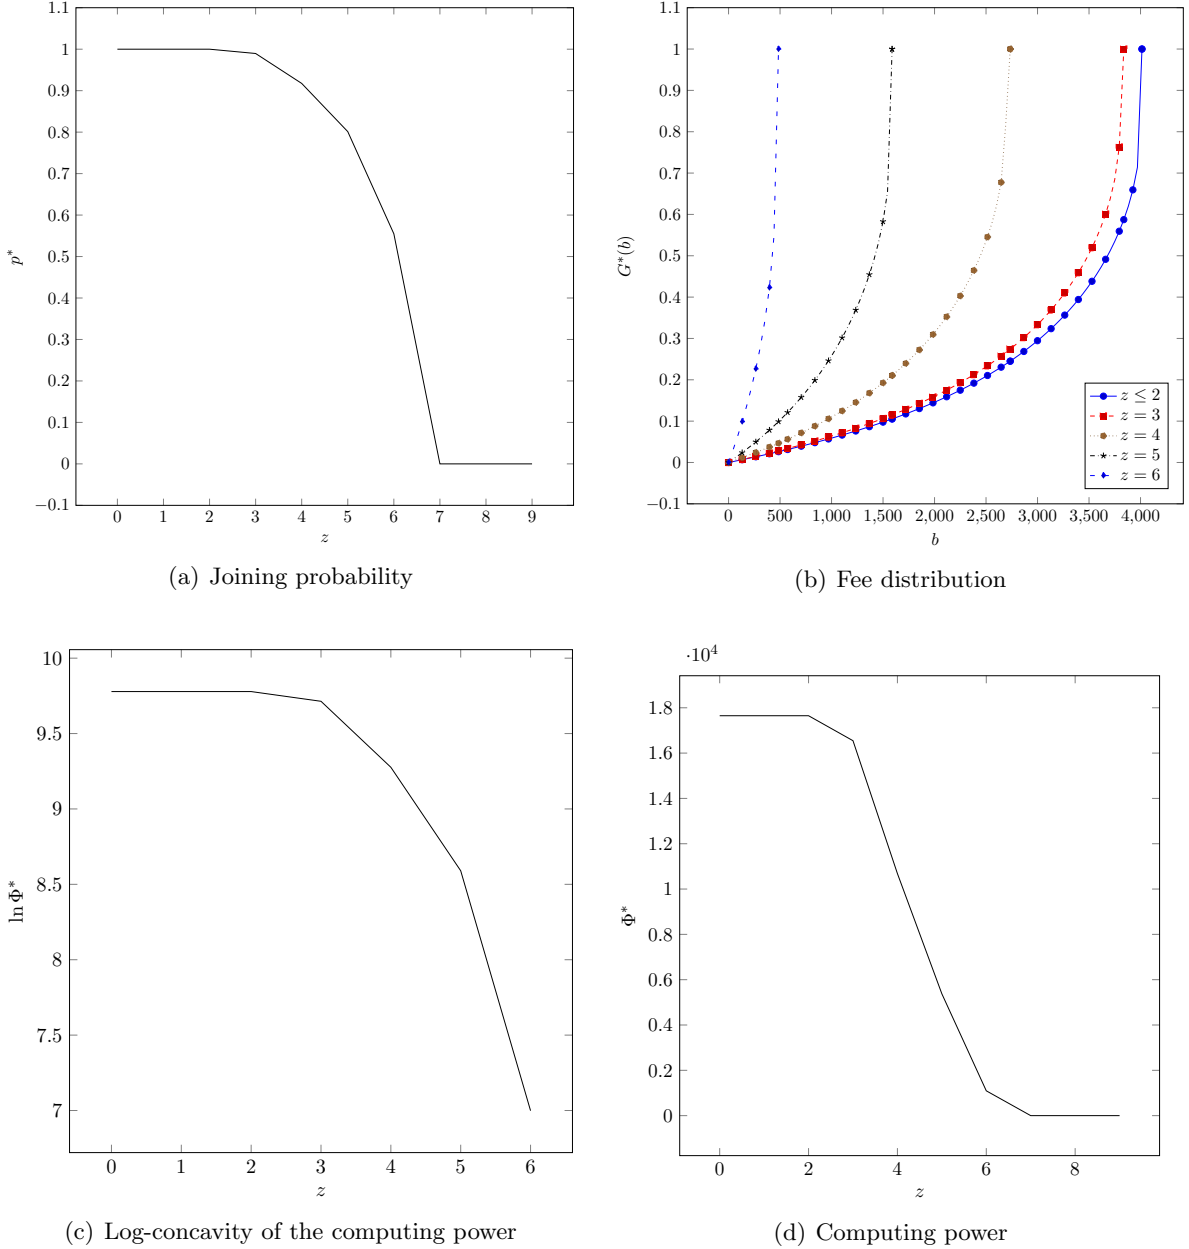 1.1
1
0.9
0.8
0.7
0.6
0.5
0.4
0.3
0.2
0.1
0
−0.1
p*
0 1 2 3 4 5 6 7 8 9
z
(a) Joining probability
1.1
1
0.9
0.8
0.7
0.6
0.5
0.4
0.3
0.2
0.1
0
−0.1
G*(b)
z ≤ 2
z = 3
z = 4
z = 5
z = 6
0 500 1,000 1,500 2,000 2,500 3,000 3,500 4,000
b
(b) Fee distribution
10
9.5
9
8.5
8
7.5
7
ln Φ*
0 1 2 3 4 5 6
z
(c) Log-concavity of the computing power
·10⁴
1.8
1.6
1.4
1.2
1
0.8
0.6
0.4
0.2
0
Φ*
0 2 4 6 8
z
(d) Computing power